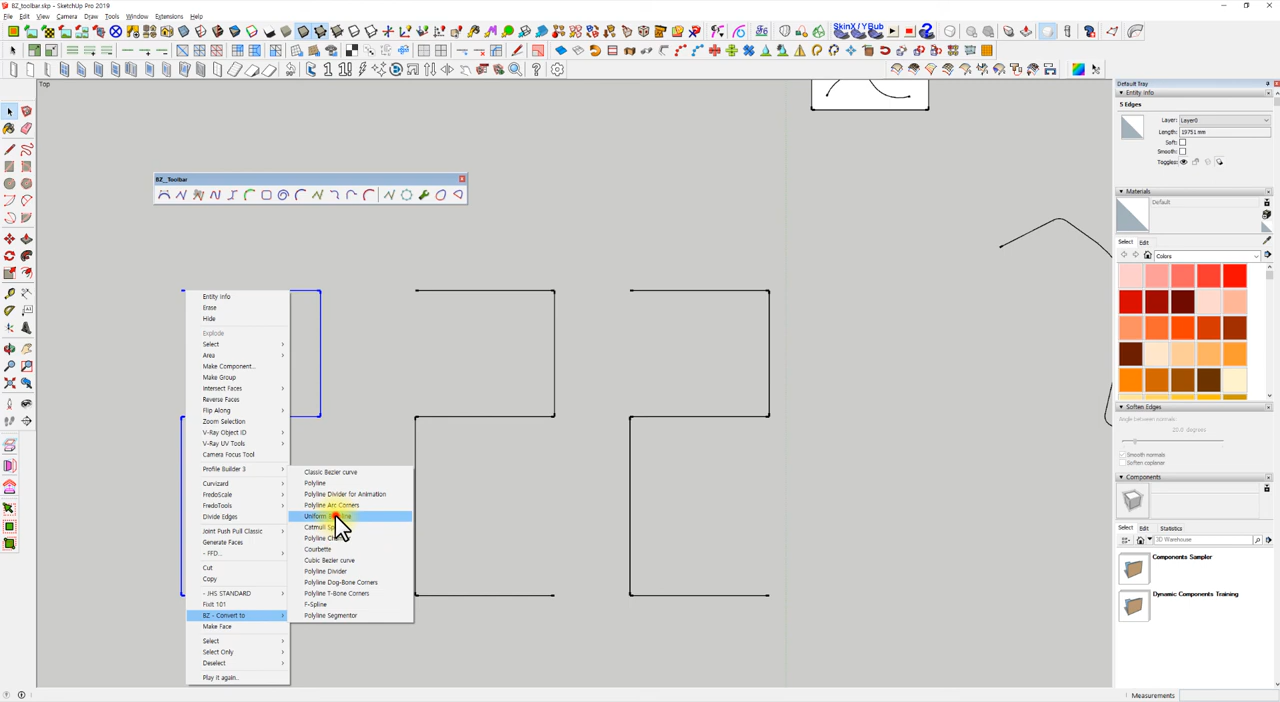 BZ_toolbar.skp - SketchUp Pro 2019
File Edit View Camera Draw Tools Window Extensions Help
Top
BZ__Toolbar
Entity Info
Erase
Hide
Explode
Select
Area
Make Component...
Make Group
Intersect Faces
Reverse Faces
Flip Along
Zoom Selection
V-Ray Object ID
V-Ray UV Tools
Camera Focus Tool
Profile Builder 3
Curvizard
FredoScale
FredoTools
Divide Edges
Joint Push Pull Classic
Generate Faces
- FFD...
Cut
Copy
- JHS STANDARD
Fixit 101
BZ - Convert to
Make Face
Select
Select Only
Deselect
Play it again..
Classic Bezier curve
Polyline
Polyline Divider for Animation
Polyline Arc Corners
Uniform
Catmull
Polyline
Courbette
Cubic Bezier curve
Polyline Divider
Polyline Dog-Bone Corners
Polyline T-Bone Corners
F-Spline
Polyline Segmentor
Default Tray
Entity Info
5 Edges
Layer: Layer0
Length: 19751 mm
Soft:
Smooth:
Toggles:
Materials
Default
Select Edit
Colors
Soften Edges
Angle between normals:
20.0 degrees
Smooth normals
Soften coplanar
Components
Select Edit Statistics
3D Warehouse
Components Sampler
Dynamic Components Training
Measurements